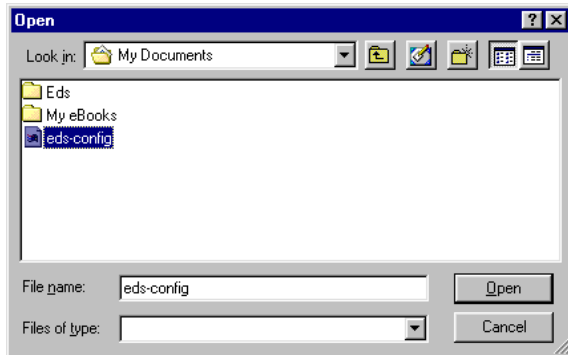 Open
Look in: My Documents
Eds
My eBooks
eds-config
File name: eds-config Open
Files of type: Cancel